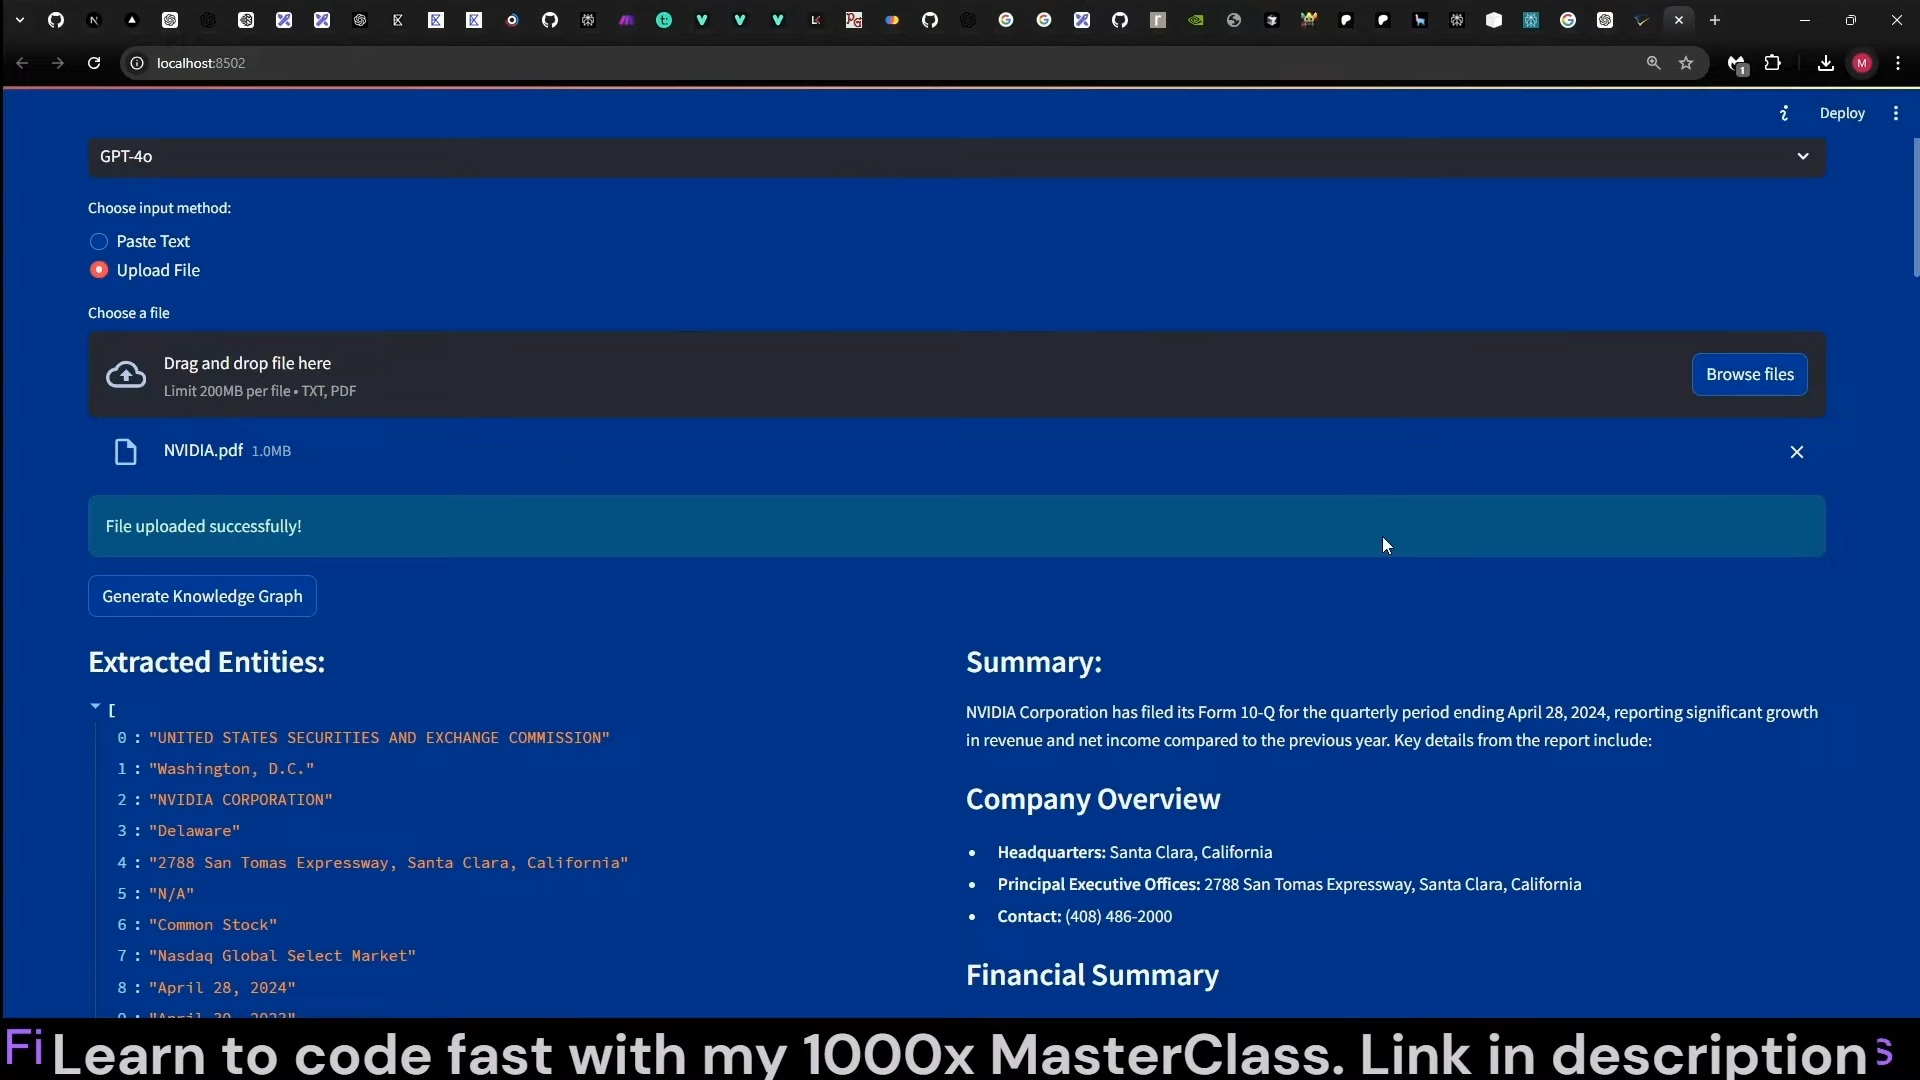 localhost:8502
1
M
Deploy
GPT-4o
Choose input method:
Paste Text
Upload File
Choose a file
Drag and drop file here
Limit 200MB per file • TXT, PDF
Browse files
NVIDIA.pdf 1.0MB
File uploaded successfully!
Generate Knowledge Graph
Extracted Entities:
[
0 : "UNITED STATES SECURITIES AND EXCHANGE COMMISSION"
1 : "Washington, D.C."
2 : "NVIDIA CORPORATION"
3 : "Delaware"
4 : "2788 San Tomas Expressway, Santa Clara, California"
5 : "N/A"
6 : "Common Stock"
7 : "Nasdaq Global Select Market"
8 : "April 28, 2024"
Summary:
NVIDIA Corporation has filed its Form 10-Q for the quarterly period ending April 28, 2024, reporting significant growth
in revenue and net income compared to the previous year. Key details from the report include:
Company Overview
• Headquarters: Santa Clara, California
• Principal Executive Offices: 2788 San Tomas Expressway, Santa Clara, California
• Contact: (408) 486-2000
Financial Summary
Fi Learn to code fast with my 1000x MasterClass. Link in description s